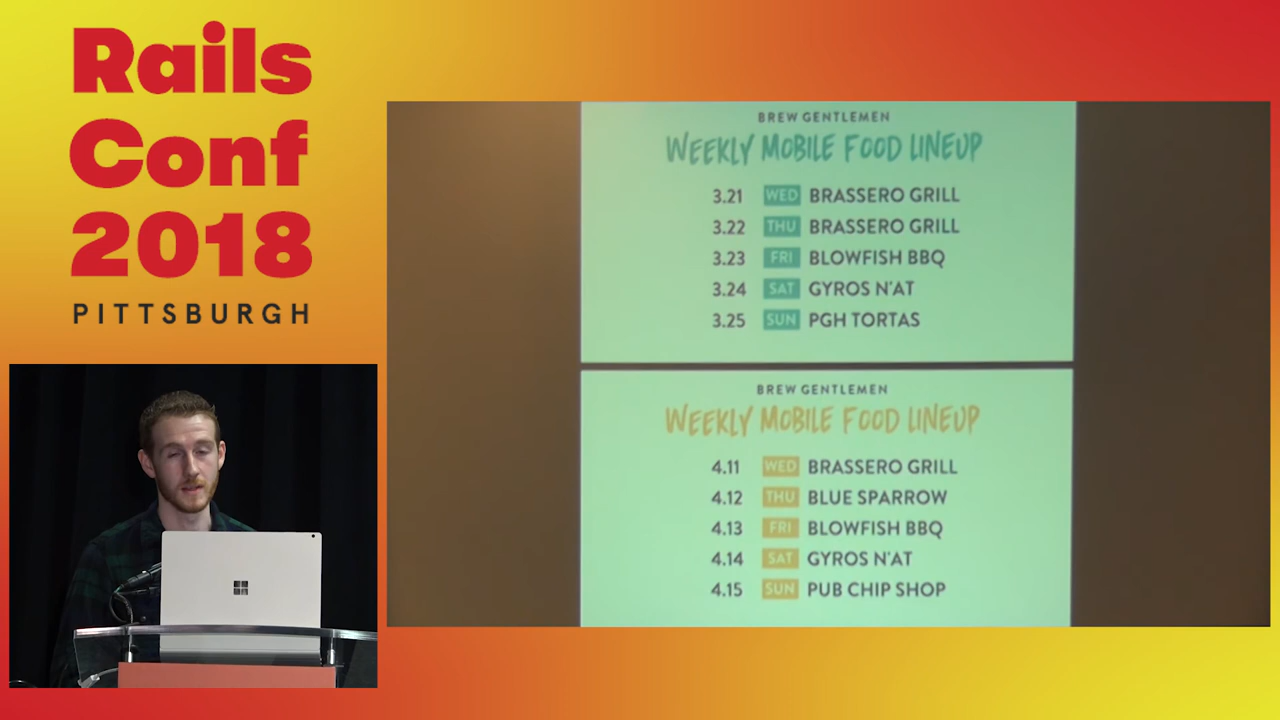 Rails
Conf
2018
PITTSBURGH
BREW GENTLEMEN
WEEKLY MOBILE FOOD LINEUP
3.21 WED BRASSERO GRILL
3.22 THU BRASSERO GRILL
3.23 FRI BLOWFISH BBQ
3.24 SAT GYROS N'AT
3.25 SUN PGH TORTAS
BREW GENTLEMEN
WEEKLY MOBILE FOOD LINEUP
4.11 WED BRASSERO GRILL
4.12 THU BLUE SPARROW
4.13 FRI BLOWFISH BBQ
4.14 SAT GYROS N'AT
4.15 SUN PUB CHIP SHOP